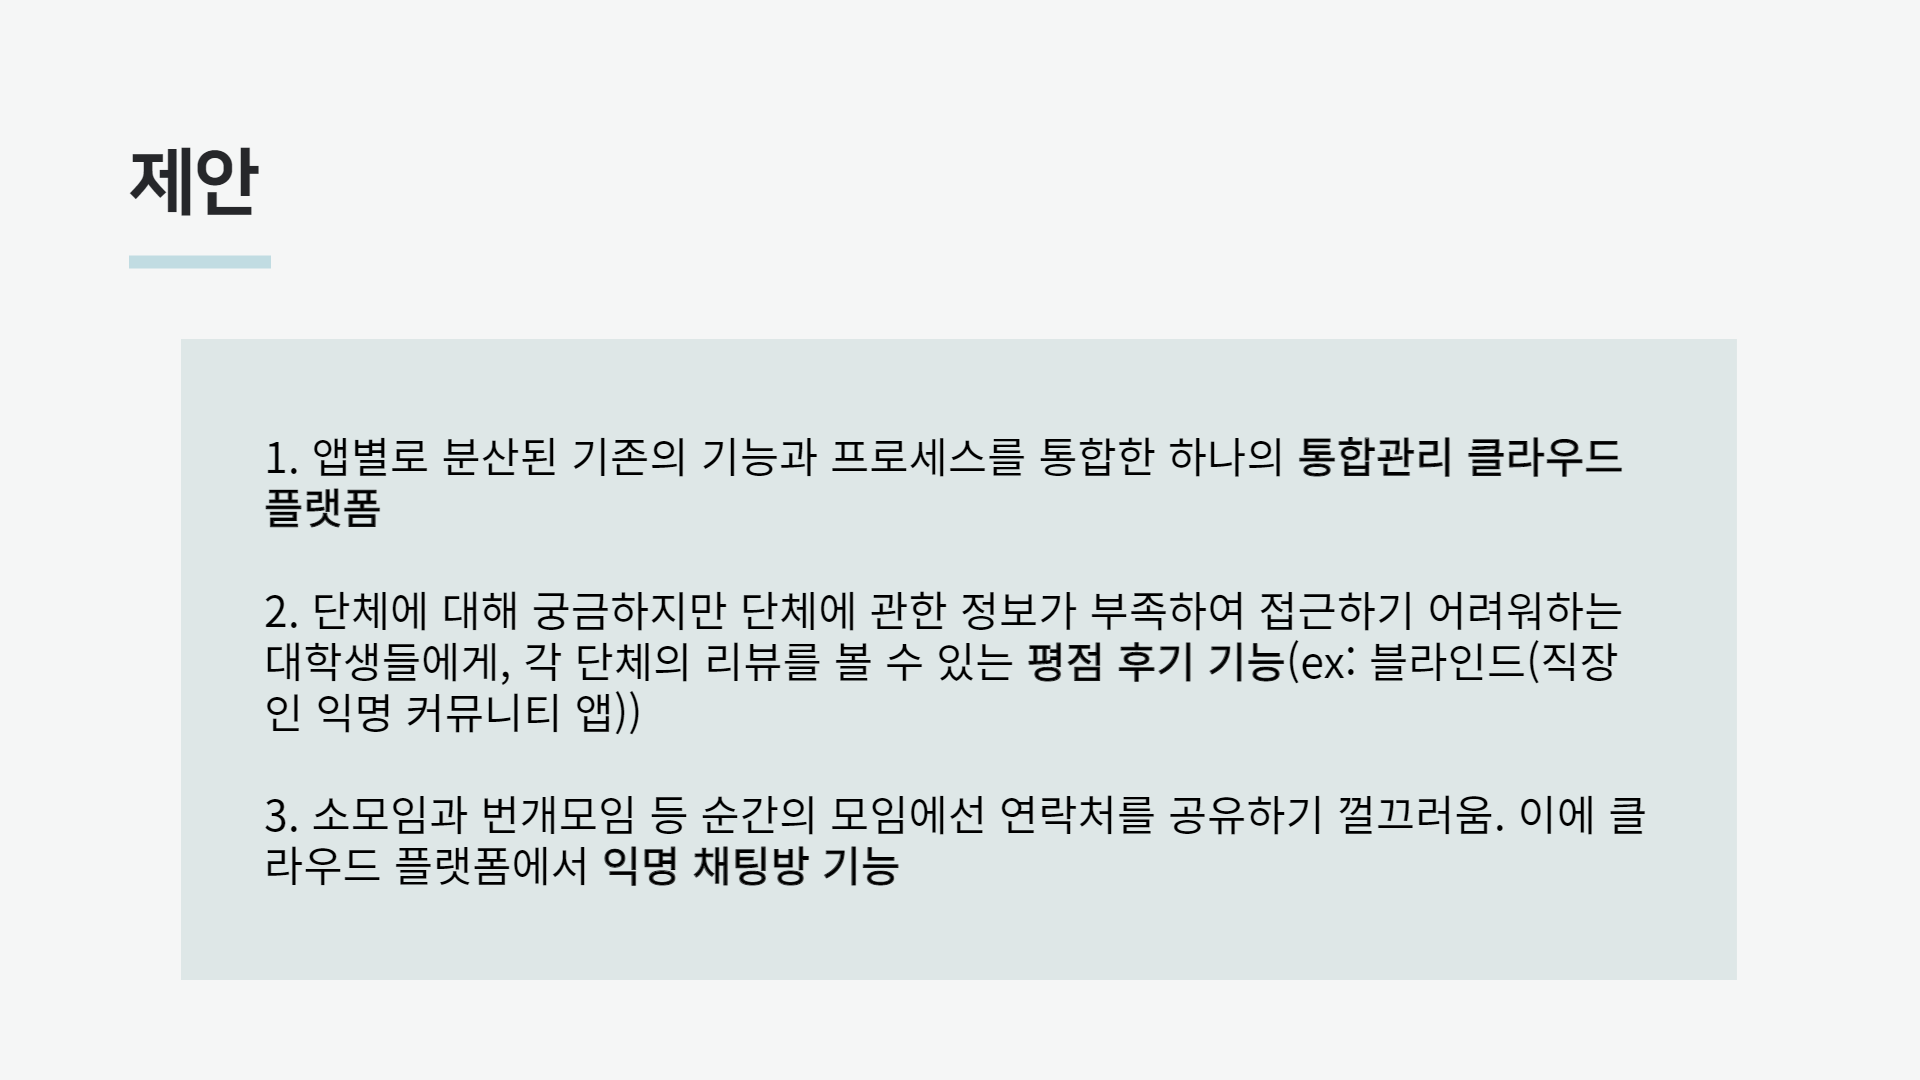 제안
1. 앱별로 분산된 기존의 기능과 프로세스를 통합한 하나의 통합관리 클라우드
플랫폼
2. 단체에 대해 궁금하지만 단체에 관한 정보가 부족하여 접근하기 어려워하는
대학생들에게, 각 단체의 리뷰를 볼 수 있는 평점 후기 기능(ex: 블라인드(직장
인 익명 커뮤니티 앱))
3. 소모임과 번개모임 등 순간의 모임에선 연락처를 공유하기 껄끄러움. 이에 클
라우드 플랫폼에서 익명 채팅방 기능